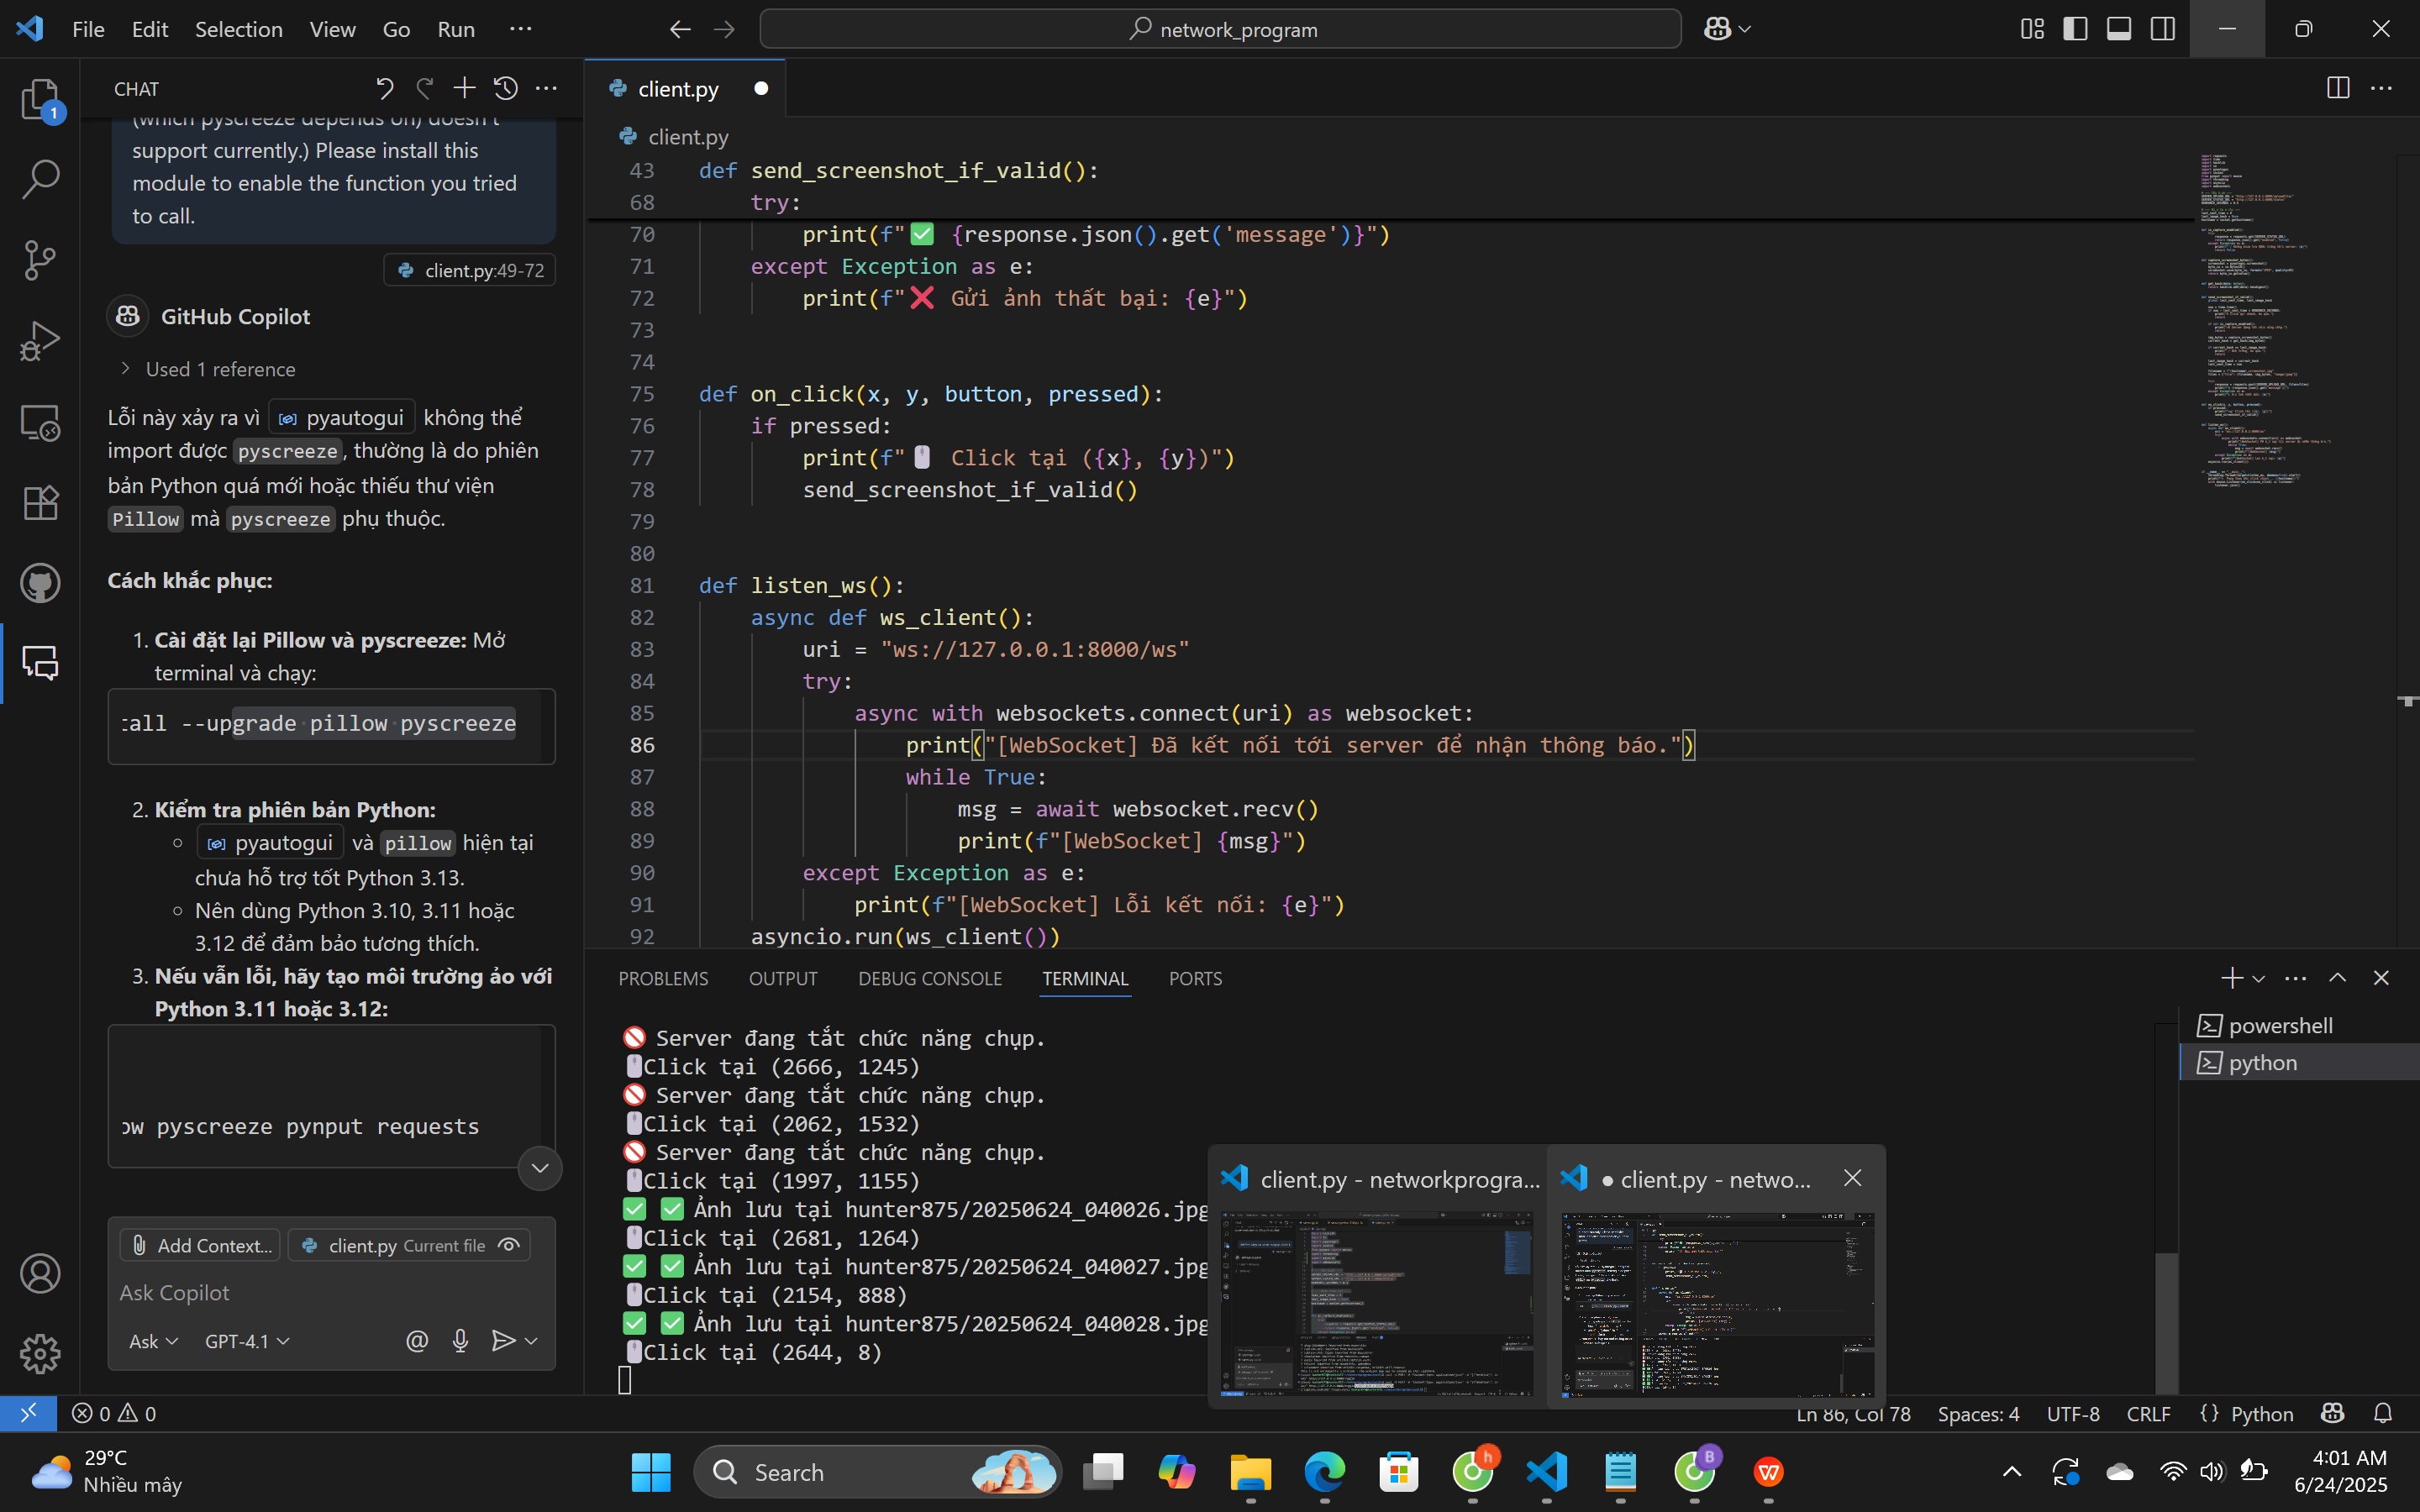 File Edit Selection View Go Run ···
network_program
CHAT
(which pyscreeze depends on) doesn't
support currently.) Please install this
module to enable the function you tried
to call.
client.py:49-72
GitHub Copilot
Used 1 reference
Lỗi này xảy ra vì pyautogui không thể
import được pyscreeze, thường là do phiên
bản Python quá mới hoặc thiếu thư viện
Pillow mà pyscreeze phụ thuộc.
Cách khắc phục:
1. Cài đặt lại Pillow và pyscreeze: Mở
terminal và chạy:
call --upgrade pillow pyscreeze
2. Kiểm tra phiên bản Python:
pyautogui và pillow hiện tại
chưa hỗ trợ tốt Python 3.13.
Nên dùng Python 3.10, 3.11 hoặc
3.12 để đảm bảo tương thích.
3. Nếu vẫn lỗi, hãy tạo môi trường ảo với
Python 3.11 hoặc 3.12:
ow pyscreeze pynput requests
Add Context... client.py Current file
Ask Copilot
Ask GPT-4.1
1
client.py
client.py
43 def send_screenshot_if_valid():
68 try:
70 print(f"✅ {response.json().get('message')}")
71 except Exception as e:
72 print(f"❌ Gửi ảnh thất bại: {e}")
73
74
75 def on_click(x, y, button, pressed):
76 if pressed:
77 print(f"🖱️ Click tại ({x}, {y})")
78 send_screenshot_if_valid()
79
80
81 def listen_ws():
82 async def ws_client():
83 uri = "ws://127.0.0.1:8000/ws"
84 try:
85 async with websockets.connect(uri) as websocket:
86 print("[WebSocket] Đã kết nối tới server để nhận thông báo.")
87 while True:
88 msg = await websocket.recv()
89 print(f"[WebSocket] {msg}")
90 except Exception as e:
91 print(f"[WebSocket] Lỗi kết nối: {e}")
92 asyncio.run(ws_client())
PROBLEMS OUTPUT DEBUG CONSOLE TERMINAL PORTS
🚫 Server đang tắt chức năng chụp.
🖱️Click tại (2666, 1245)
🚫 Server đang tắt chức năng chụp.
🖱️Click tại (2062, 1532)
🚫 Server đang tắt chức năng chụp.
🖱️Click tại (1997, 1155)
✅ ✅ Ảnh lưu tại hunter875/20250624_040026.jpg
🖱️Click tại (2681, 1264)
✅ ✅ Ảnh lưu tại hunter875/20250624_040027.jpg
🖱️Click tại (2154, 888)
✅ ✅ Ảnh lưu tại hunter875/20250624_040028.jpg
🖱️Click tại (2644, 8)
powershell
python
client.py - networkprogra...
● client.py - netwo...
0 0
Ln 86, Col 78 Spaces: 4 UTF-8 CRLF {} Python
29°C
Nhiều mây
Search
h
B
4:01 AM
6/24/2025